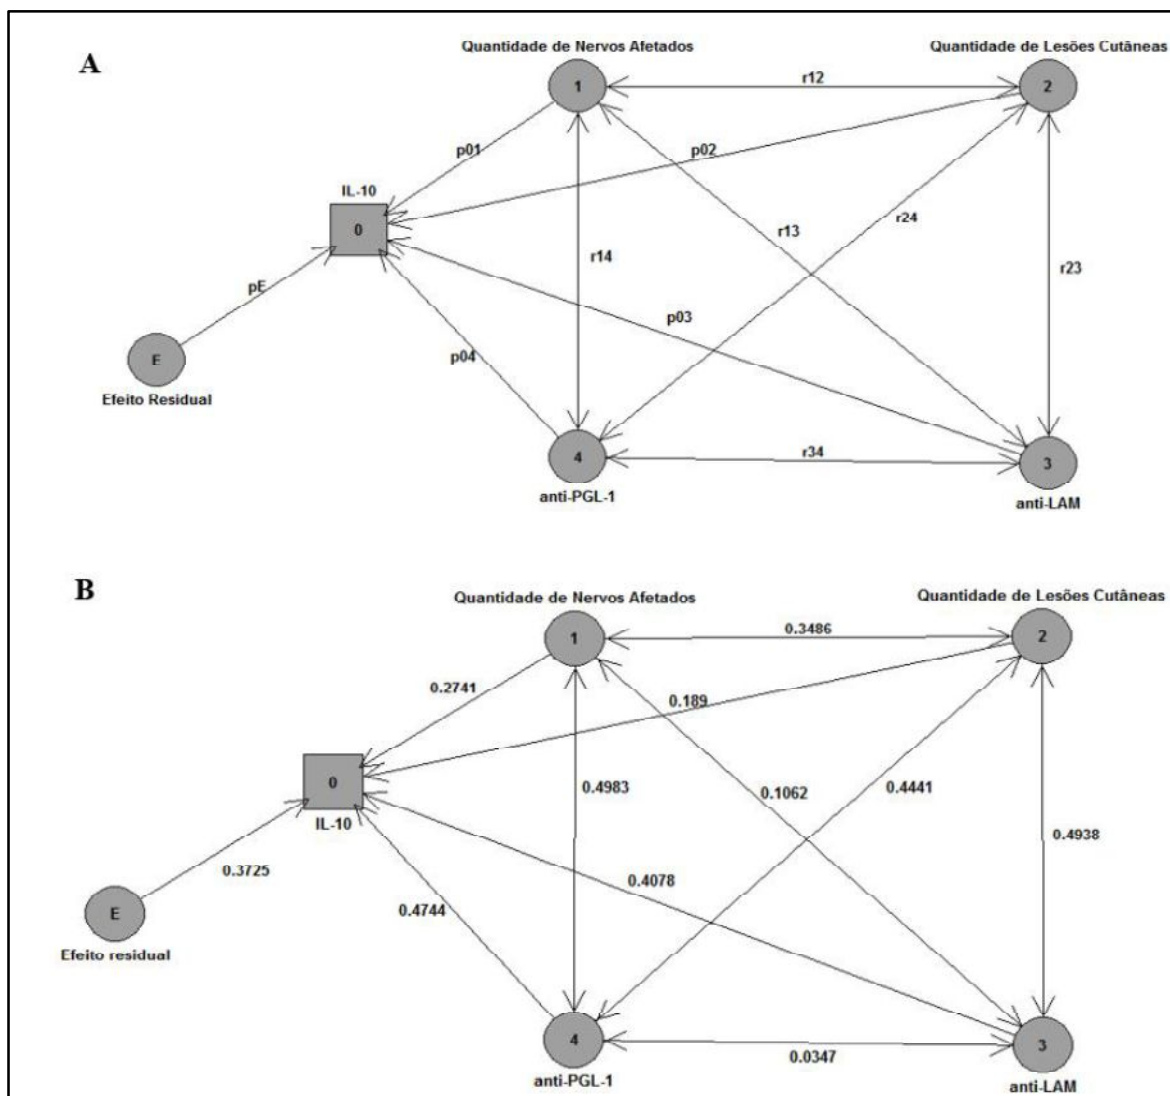 A
Quantidade de Nervos Afetados
Quantidade de Lesões Cutâneas
1
r12
2
p01
p02
IL-10
0
r24
r13
r14
r23
pE
p03
E
p04
Efeito Residual
4
r34
3
anti-PGL-1
anti-LAM
B
Quantidade de Nervos Afetados
Quantidade de Lesões Cutâneas
1
0.3486
2
0.2741
0.189
0
0.4983
0.1062
0.4441
IL-10
0.4938
0.3725
0.4078
0.4744
E
Efeito residual
4
0.0347
3
anti-PGL-1
anti-LAM